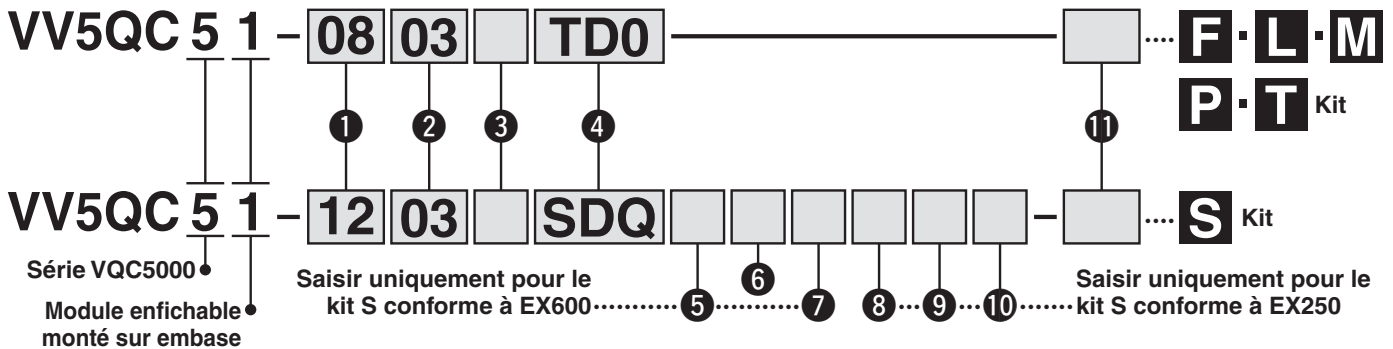 VV5QC 5 1 - 08 03 TD0 F · L · M
P · T Kit
1 2 3 4 11
VV5QC 5 1 - 12 03 SDQ - S Kit
Série VQC5000
Module enfichable
monté sur embase
Saisir uniquement pour le
kit S conforme à EX600
5 6 7 8 9 10
Saisir uniquement pour le
kit S conforme à EX250